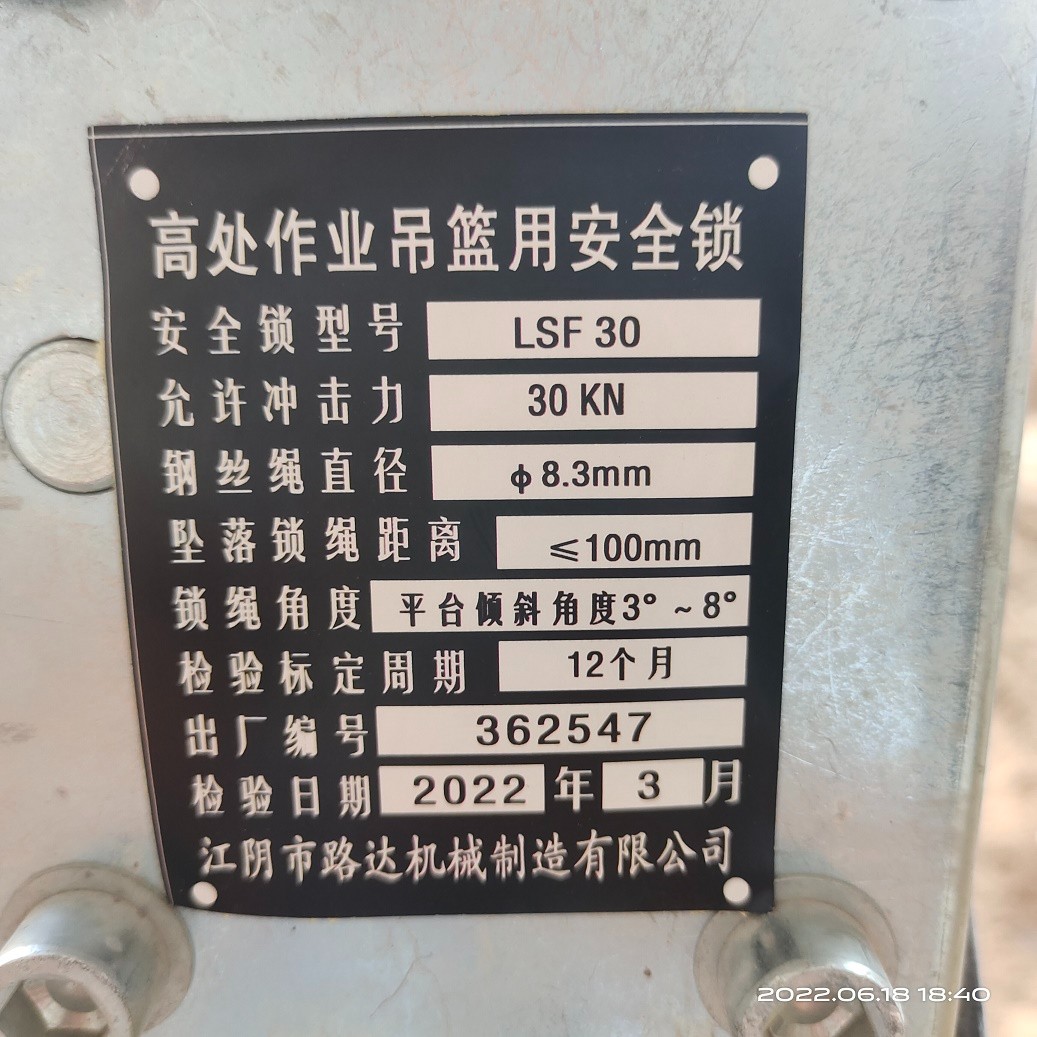 高处作业吊篮用安全锁
安全锁型号 LSF 30
允许冲击力 30 KN
钢丝绳直径 ϕ8.3mm
坠落锁绳距离 ≤100mm
锁绳角度 平台倾斜角度3° ~ 8°
检验标定周期 12个月
出厂编号 362547
检验日期 2022 年 3 月
江阴市路达机械制造有限公司
2022.06.18 18:40